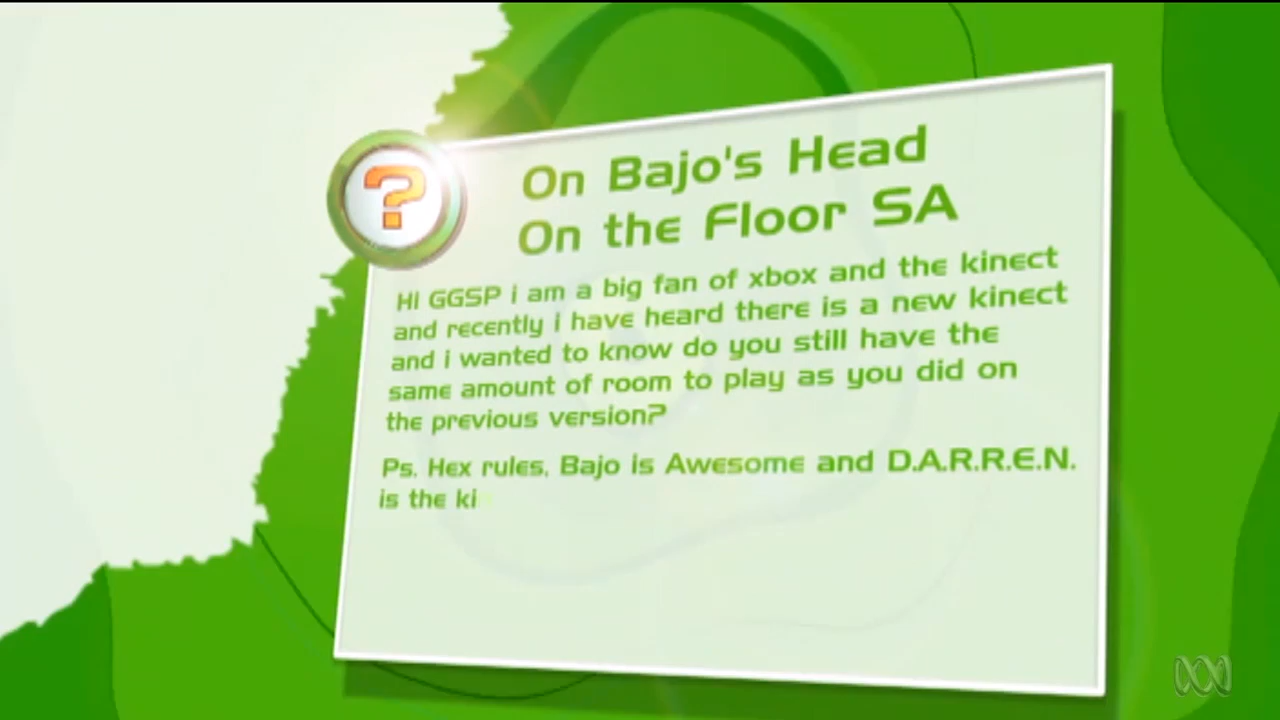 ?
On Bajo's Head
On the Floor SA
Hi GGSP i am a big fan of xbox and the kinect
and recently i have heard there is a new kinect
and i wanted to know do you still have the
same amount of room to play as you did on
the previous version?
Ps. Hex rules, Bajo is Awesome and D.A.R.R.E.N.
is the ki